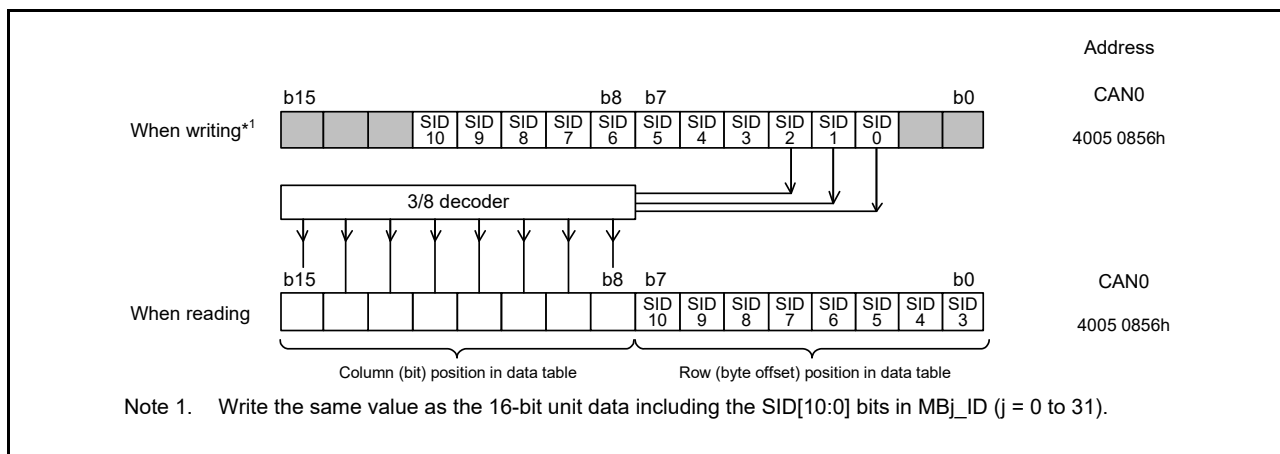 Address
b15 b8 b7 b0 CAN0
When writing*1 SID 10 SID 9 SID 8 SID 7 SID 6 SID 5 SID 4 SID 3 SID 2 SID 1 SID 0 4005 0856h
3/8 decoder
b15 b8 b7 b0 CAN0
When reading SID 10 SID 9 SID 8 SID 7 SID 6 SID 5 SID 4 SID 3 4005 0856h
Column (bit) position in data table Row (byte offset) position in data table
Note 1. Write the same value as the 16-bit unit data including the SID[10:0] bits in MBj_ID (j = 0 to 31).